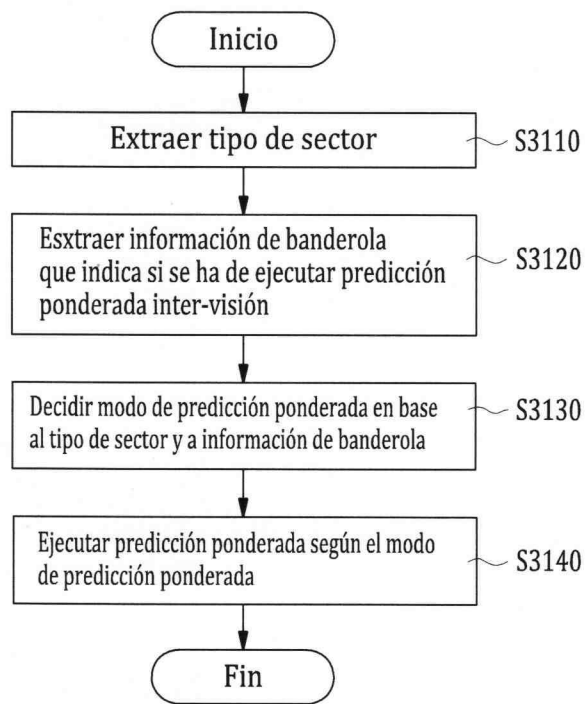 Inicio
Extraer tipo de sector
S3110
Esxtraer información de banderola
que indica si se ha de ejecutar predicción
ponderada inter-visión
S3120
Decidir modo de predicción ponderada en base
al tipo de sector y a información de banderola
S3130
Ejecutar predicción ponderada según el modo
de predicción ponderada
S3140
Fin